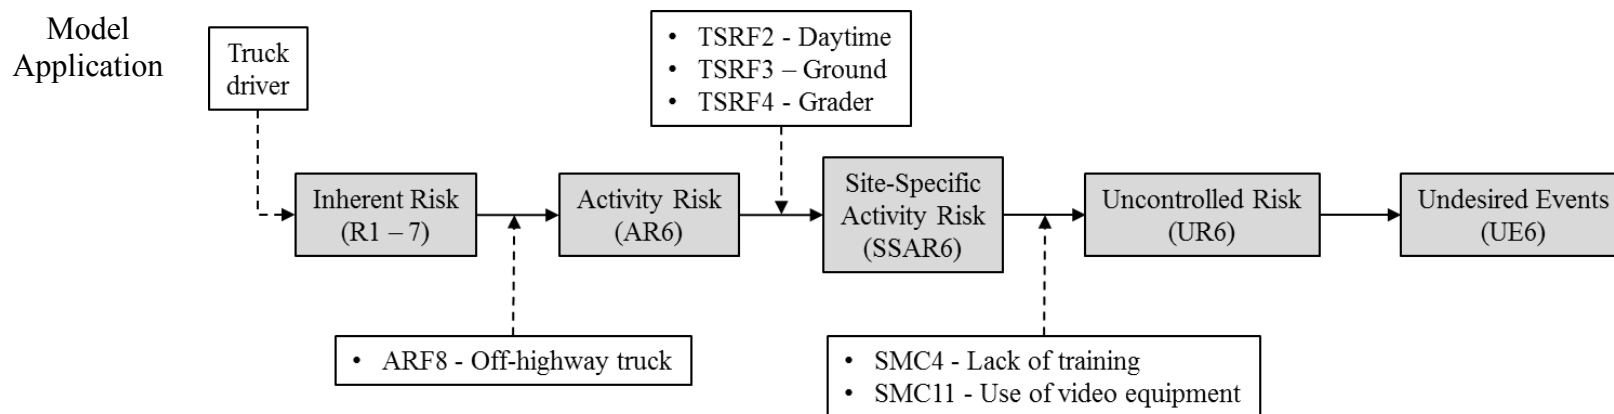 Model
Application
Truck
driver
• TSRF2 - Daytime
• TSRF3 – Ground
• TSRF4 - Grader
Inherent Risk
(R1 – 7)
Activity Risk
(AR6)
Site-Specific
Activity Risk
(SSAR6)
Uncontrolled Risk
(UR6)
Undesired Events
(UE6)
• ARF8 - Off-highway truck
• SMC4 - Lack of training
• SMC11 - Use of video equipment